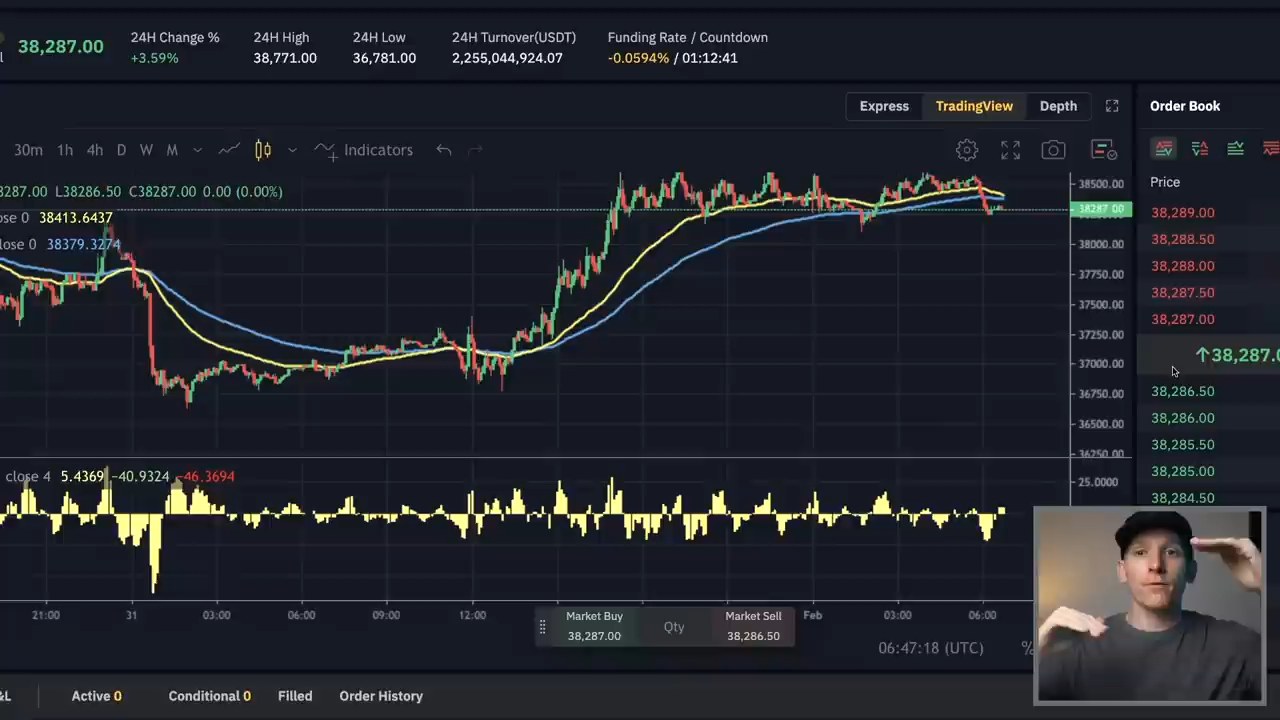 38,287.00
24H Change %
+3.59%
24H High
38,771.00
24H Low
36,781.00
24H Turnover(USDT)
2,255,044,924.07
Funding Rate / Countdown
-0.0594% / 01:12:41
Express TradingView Depth
Order Book
30m 1h 4h D W M Indicators
3287.00 L38286.50 C38287.00 0.00 (0.00%)
ose 0 38413.6437
lose 0 38379.3274
38500.00
38287.00
38000.00
37750.00
37500.00
37250.00
37000.00
36750.00
36500.00
36250.00
Price
38,289.00
38,288.50
38,288.00
38,287.50
38,287.00
↑38,287.0
38,286.50
38,286.00
38,285.50
38,285.00
38,284.50
close 4 5.4369 −40.9324 −46.3694
25.0000
21:00 31 03:00 06:00 09:00 12:00 Feb 03:00 06:00
Market Buy
38,287.00
Qty
Market Sell
38,286.50
06:47:18 (UTC) %
&L Active 0 Conditional 0 Filled Order History